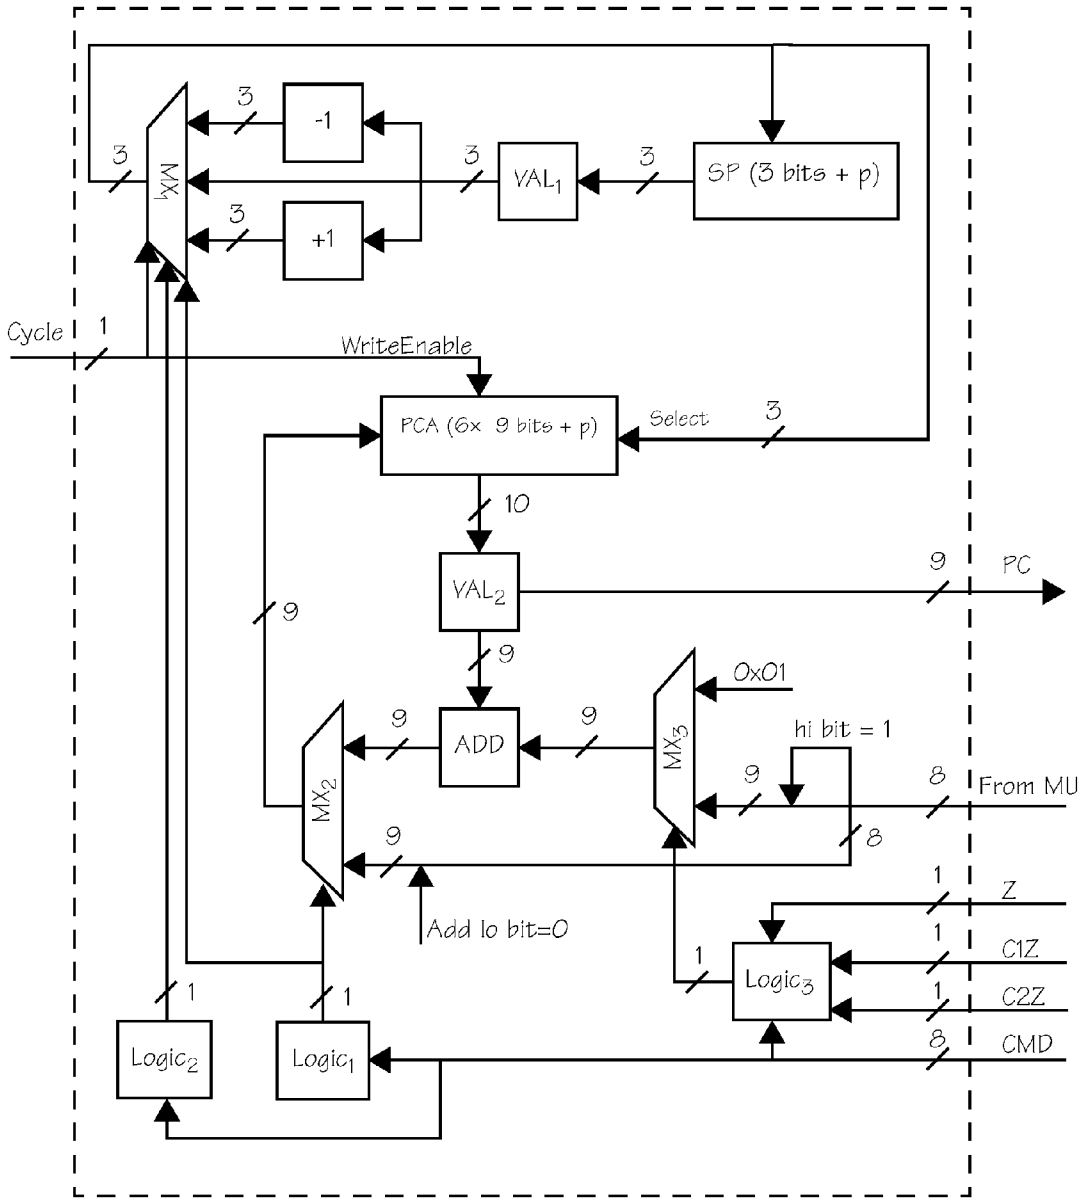 3
-1
3
MX1
3
VAL1
3
SP (3 bits + p)
3
+1
Cycle
1
WriteEnable
PCA (6x 9 bits + p)
Select
3
10
9
VAL2
9
PC
9
0x01
9
ADD
9
MX3
hi bit = 1
MX2
9
8
From MU
9
8
Add lo bit=0
1
Z
1
C1Z
1
Logic3
1
C2Z
1
1
Logic2
Logic1
8
CMD